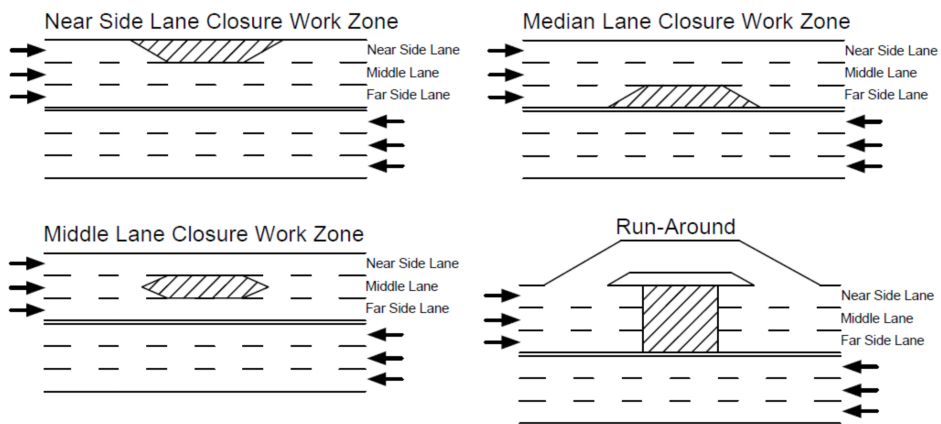 Near Side Lane Closure Work Zone
Near Side Lane
Middle Lane
Far Side Lane
Median Lane Closure Work Zone
Near Side Lane
Middle Lane
Far Side Lane
Middle Lane Closure Work Zone
Near Side Lane
Middle Lane
Far Side Lane
Run-Around
Near Side Lane
Middle Lane
Far Side Lane